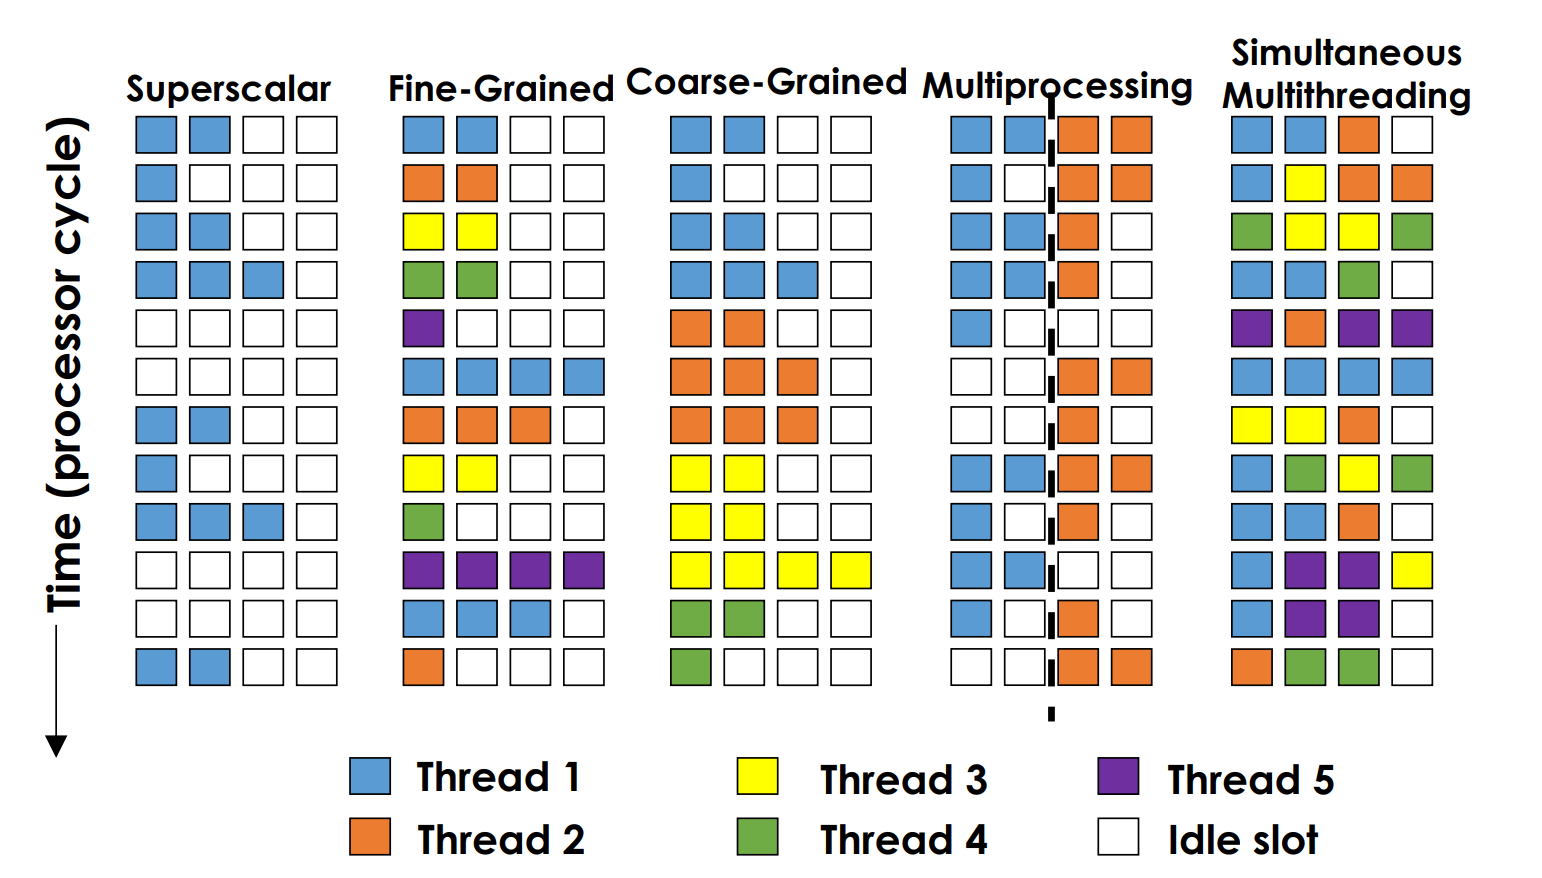 Superscalar
Fine-Grained
Coarse-Grained
Multiprocessing
Simultaneous
Multithreading
Time (processor cycle)
Thread 1
Thread 3
Thread 5
Thread 2
Thread 4
Idle slot